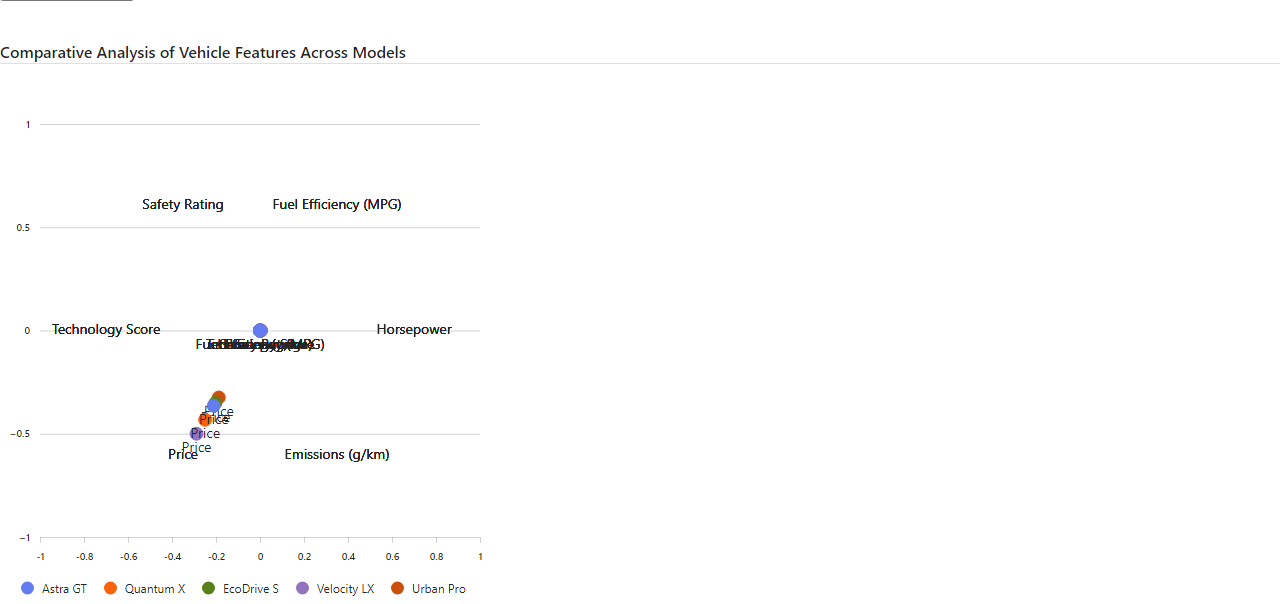 Comparative Analysis of Vehicle Features Across Models
1
Safety Rating Fuel Efficiency (MPG)
0.5
0 Technology Score Horsepower
Price
Price
−0.5 Price
Price
Price Emissions (g/km)
−1
-1 -0.8 -0.6 -0.4 -0.2 0 0.2 0.4 0.6 0.8 1
Astra GT Quantum X EcoDrive S Velocity LX Urban Pro